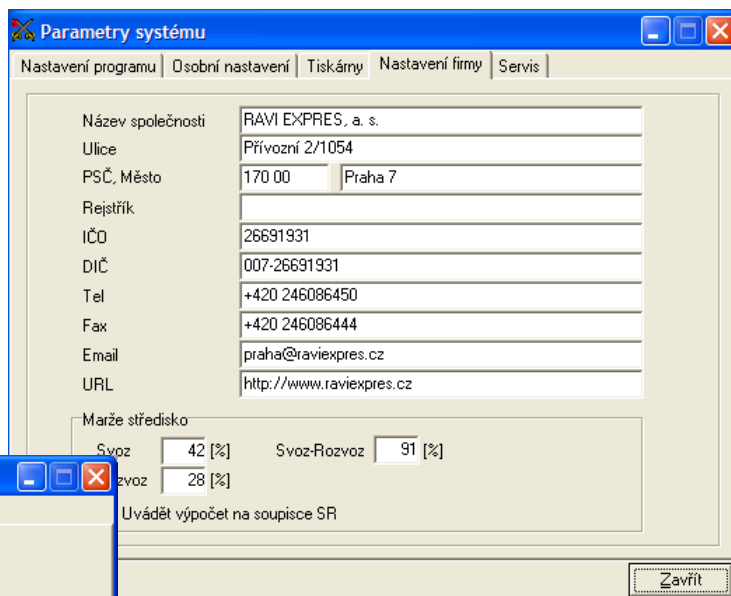 Parametry systému
Nastavení programu Osobní nastavení Tiskárny Nastavení firmy Servis
Název společnosti RAVI EXPRES, a. s.
Ulice Přívozní 2/1054
PSČ, Město 170 00 Praha 7
Rejstřík
IČO 26691931
DIČ 007-26691931
Tel +420 246086450
Fax +420 246086444
Email praha@raviexpres.cz
URL http://www.raviexpres.cz
Marže středisko
Svoz 42 [%] Svoz-Rozvoz 91 [%]
zvoz 28 [%]
Uvádět výpočet na soupisce SR
Zavřít